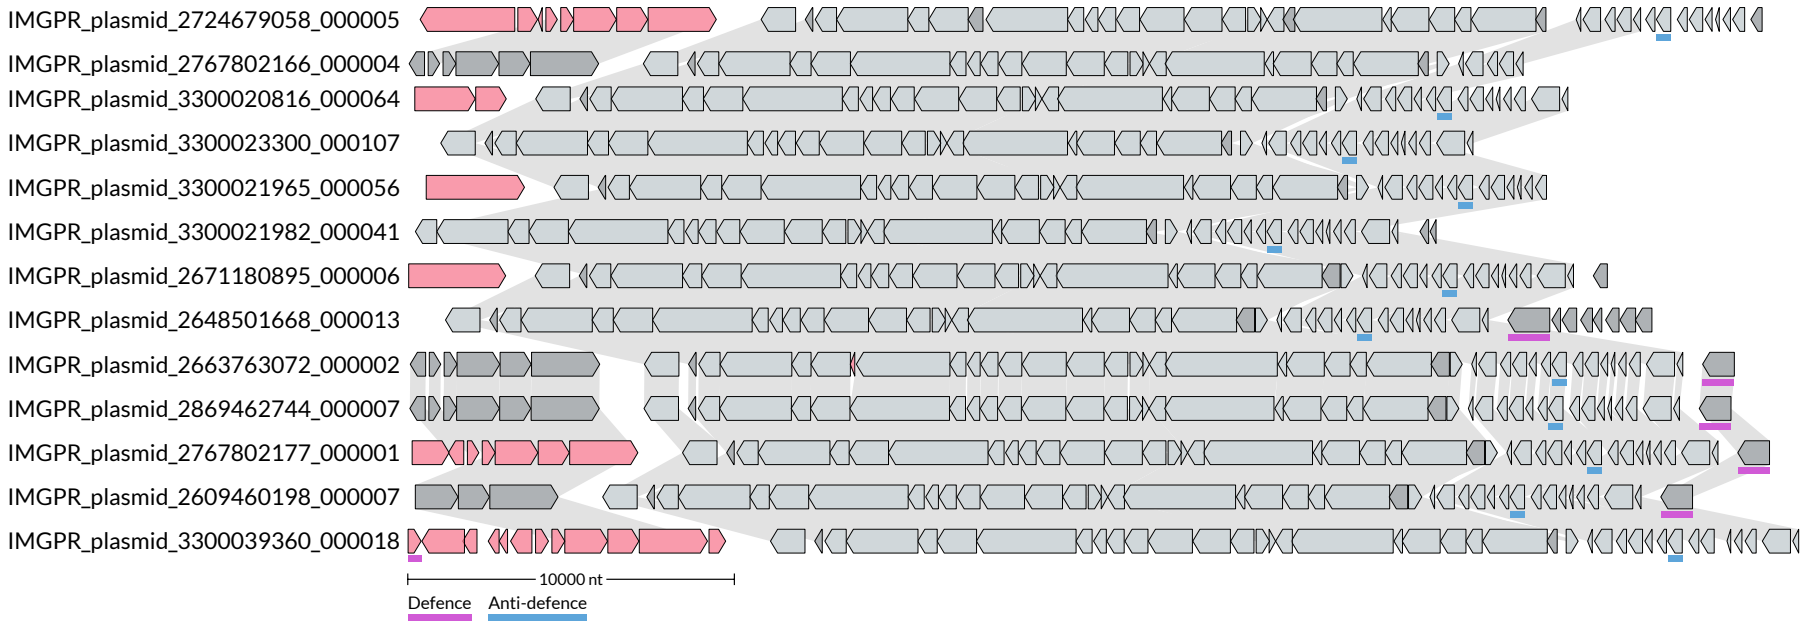 IMGPR_plasmid_2724679058_000005
IMGPR_plasmid_2767802166_000004
IMGPR_plasmid_3300020816_000064
IMGPR_plasmid_3300023300_000107
IMGPR_plasmid_3300021965_000056
IMGPR_plasmid_3300021982_000041
IMGPR_plasmid_2671180895_000006
IMGPR_plasmid_2648501668_000013
IMGPR_plasmid_2663763072_000002
IMGPR_plasmid_2869462744_000007
IMGPR_plasmid_2767802177_000001
IMGPR_plasmid_2609460198_000007
IMGPR_plasmid_3300039360_000018
10000 nt
Defence Anti-defence